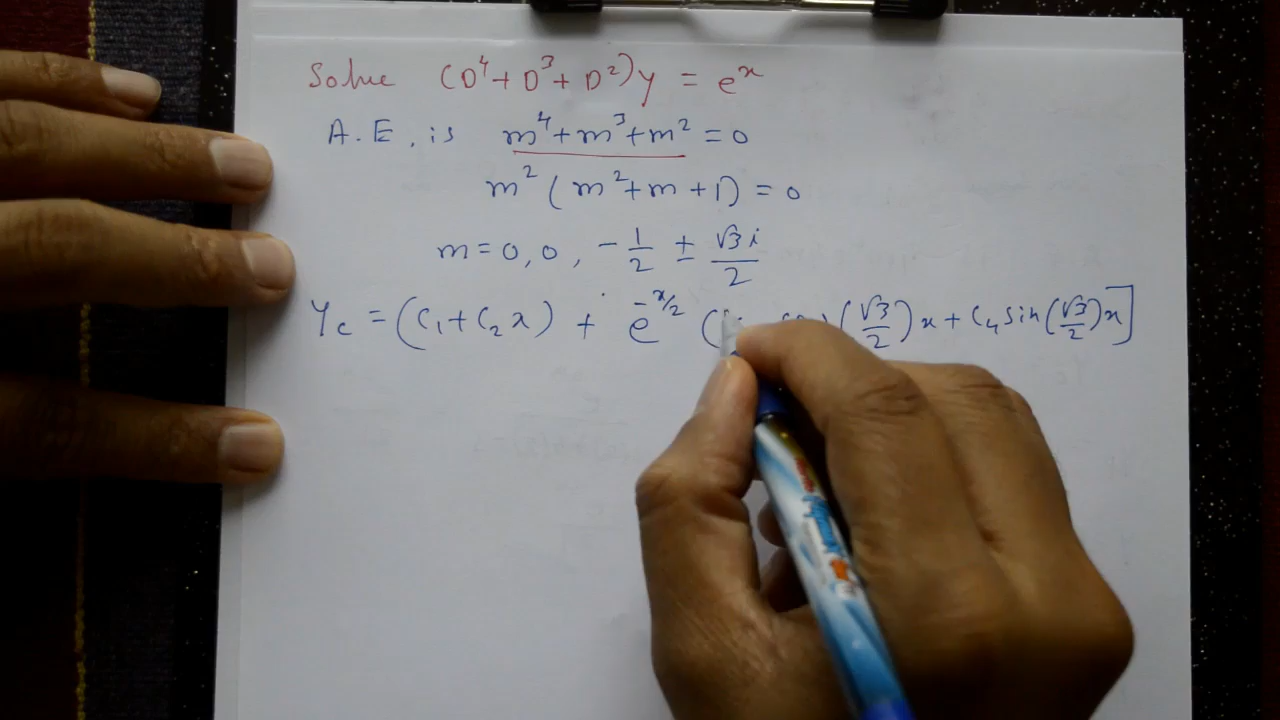 Solve (D⁴+D³+D²)y = eˣ
A.E. is m⁴+m³+m² = 0
m²(m²+m+1) = 0
m = 0, 0, -1/2 ± √3i/2
Yc = (C₁+C₂x) + e^(-x/2) ( (√3/2)x + C₄ sin(√3/2)x]